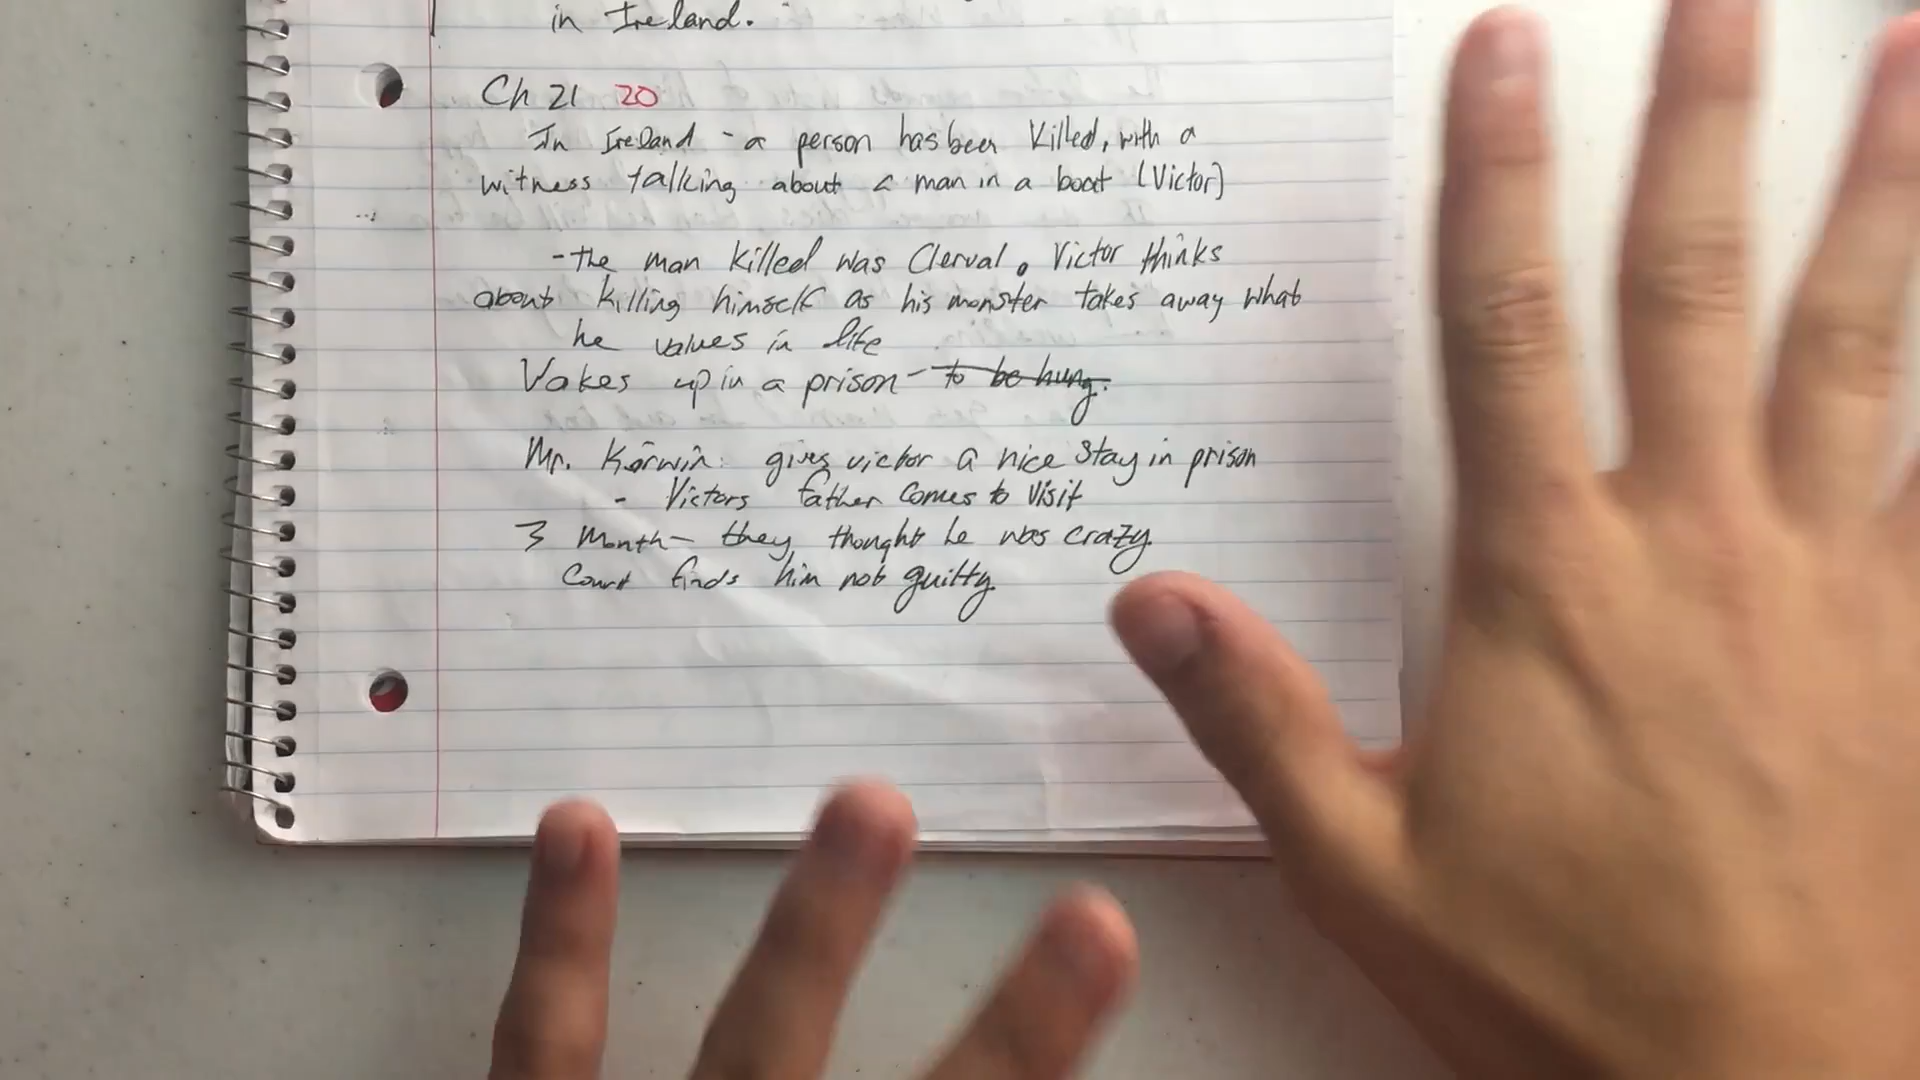 in Ireland.
Ch 21 20
In Ireland - a person has been killed, with a
witness talking about a man in a boat (Victor)
- the man killed was Clerval. Victor thinks
about killing himself as his monster takes away what
he values in life
Wakes up in a prison - to be hung.
Mr. Kirwin: gives victor a nice stay in prison
- Victors father comes to visit
3 Month - they thought he was crazy.
Court finds him not guilty.